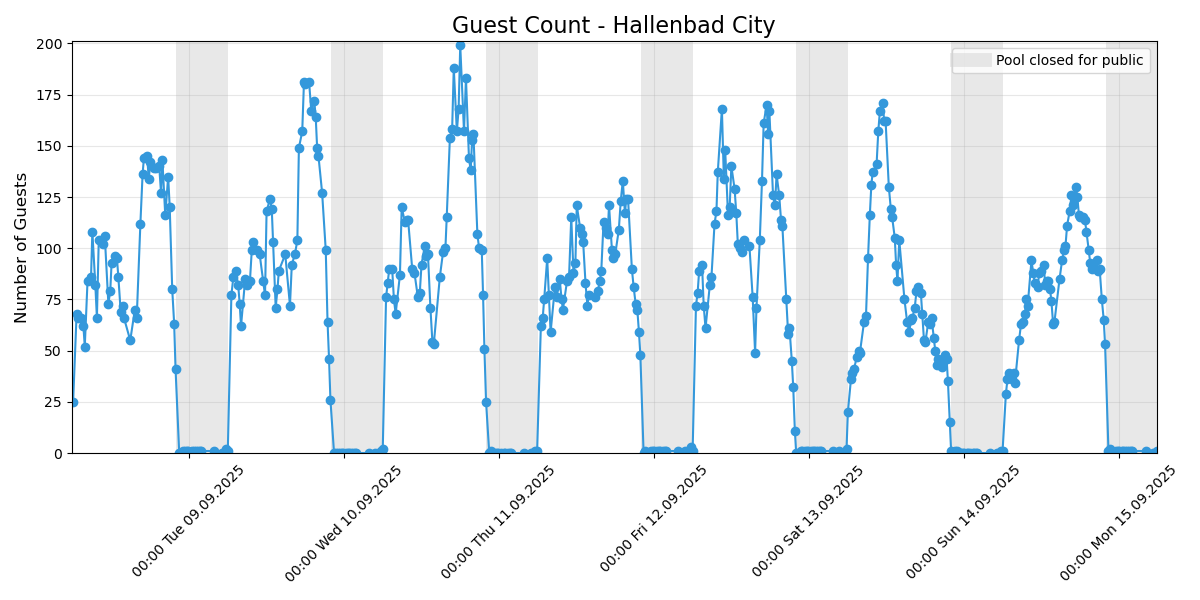 Guest Count - Hallenbad City
Pool closed for public
Number of Guests
200
175
150
125
100
75
50
25
0
00:00 Tue 09.09.2025
00:00 Wed 10.09.2025
00:00 Thu 11.09.2025
00:00 Fri 12.09.2025
00:00 Sat 13.09.2025
00:00 Sun 14.09.2025
00:00 Mon 15.09.2025